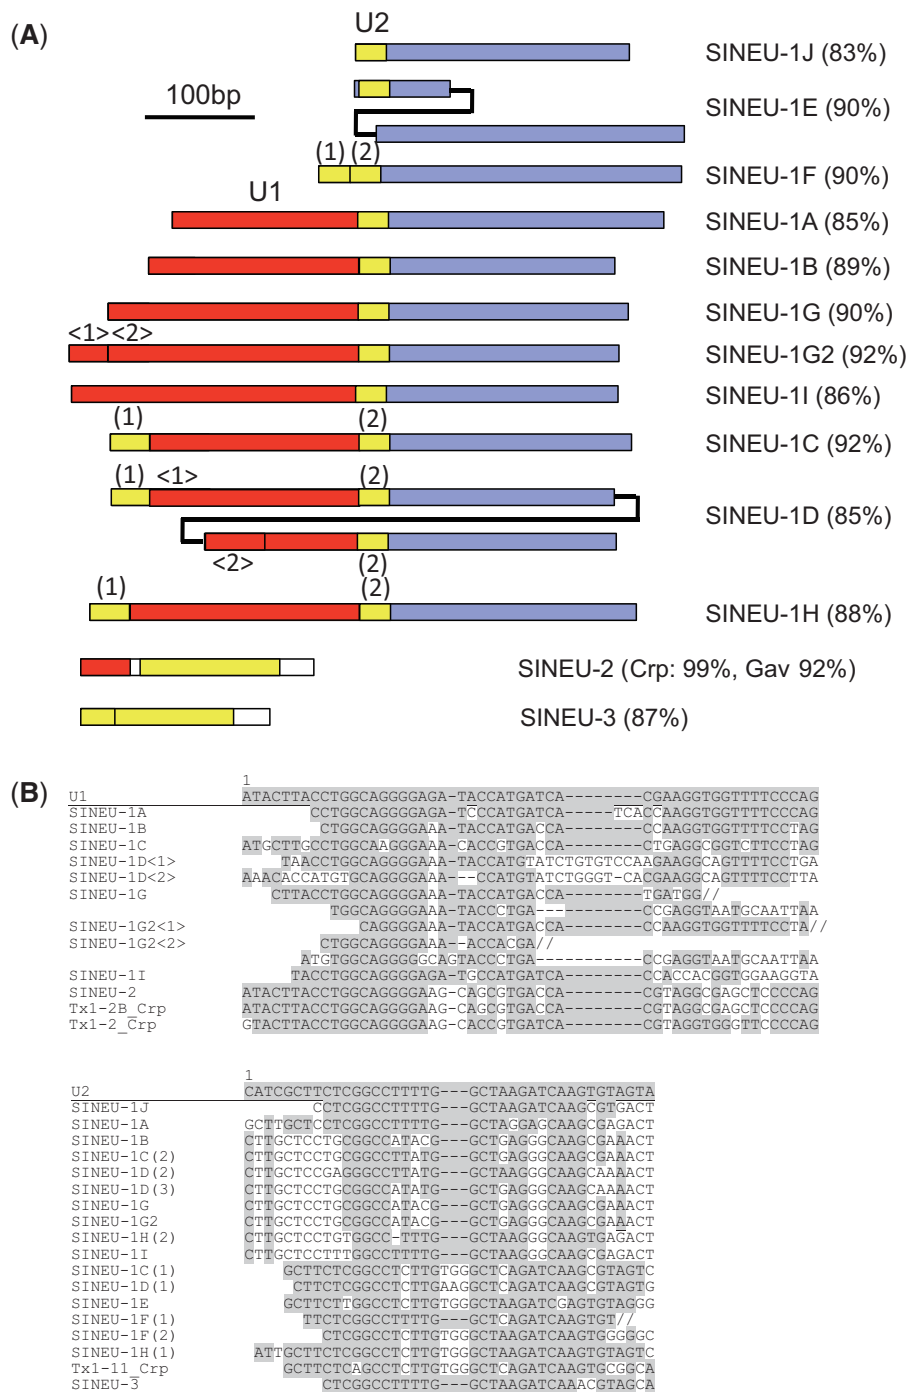 (A)
U2
SINEU-1J (83%)
100bp
SINEU-1E (90%)
(1) (2)
SINEU-1F (90%)
U1
SINEU-1A (85%)
SINEU-1B (89%)
SINEU-1G (90%)
<1><2>
SINEU-1G2 (92%)
SINEU-1I (86%)
(1) (2)
SINEU-1C (92%)
(1) <1> (2)
SINEU-1D (85%)
<2> (2)
(1) (2)
SINEU-1H (88%)
SINEU-2 (Crp: 99%, Gav 92%)
SINEU-3 (87%)
(B)
1
U1 ATACTTACCTGGCAGGGGAGA-TACCATGATCA--------CGAAGGTGGTTTTCCCAG
SINEU-1A CCTGGCAGGGGAGA-TCCCATGATCA-----TCACCAAGGTGGTTTTCCCAG
SINEU-1B CTGGCAGGGGAAA-TACCATGACCA--------CCAAGGTGGTTTTCCTAG
SINEU-1C ATGCTTGCCTGGCAAGGGAAA-CACCGTGACCA--------CTGAGGCGGTCTTCCTAG
SINEU-1D<1> TAACCTGGCAGGGGAAA-TACCATGTATCTGTGTCCAAGAAGGCAGTTTTCCTGA
SINEU-1D<2> AAACACCATGTGCAGGGGAAA---CCATGTATCTGGGT-CACGAAGGCAGTTTTCCTTA
SINEU-1G CTTACCTGGCAGGGGAAA-TACCATGACCA--------TGATGG//
TGGCAGGGGAAA-TACCCTGA-----------CCGAGGTAATGCAATTAA
SINEU-1G2<1> CAGGGGAAA-TACCATGACCA--------CCAAGGTGGTTTTCCTA//
SINEU-1G2<2> CTGGCAGGGGAAA--ACCACGA//
ATGTGGCAGGGGGCAGTACCCTGA-----------CCGAGGTAATGCAATTAA
SINEU-1I TACCTGGCAGGGGAGA-TGCCATGATCA--------CCACCACGGTGGAAGGTA
SINEU-2 ATACTTACCTGGCAGGGGAAG-CAGCGTGACCA--------CGTAGGCGAGCTCCCCAG
Tx1-2B_Crp ATACTTACCTGGCAGGGGAAG-CAGCGTGACCA--------CGTAGGCGAGCTCCCCAG
Tx1-2_Crp GTACTTACCTGGCAGGGGAAG-CACCGTGATCA--------CGTAGGTGGGTTCCCCAG
1
U2 CATCGCTTCTCGGCCTTTTG---GCTAAGATCAAGTGTAGTA
SINEU-1J CCTCGGCCTTTTG---GCTAAGATCAAGCGTGACT
SINEU-1A GCTTGCTCCTCGGCCTTTTG---GCTAGGAGCAAGCGAGACT
SINEU-1B CTTGCTCCTGCGGCCATACG---GCTGAGGGCAAGCGAAACT
SINEU-1C(2) CTTGCTCCTGCGGCCTTATG---GCTGAGGGCAAGCGAAACT
SINEU-1D(2) CTTGCTCCGAGGGCCTTATG---GCTAAGGGCAAGCAAAACT
SINEU-1D(3) CTTGCTCCTGCGGCCATATG---GCTGAGGGCAAGCAAAACT
SINEU-1G CTTGCTCCTGCGGCCATACG---GCTGAGGGCAAGCGAAACT
SINEU-1G2 CTTGCTCCTGCGGCCATACG---GCTGAGGGCAAGCGAAACT
SINEU-1H(2) CTTGCTCCTGTGGCC-TTTG---GCTAAGGGCAAGTGAGACT
SINEU-1I CTTGCTCCTTTGGCCTTTTG---GCTAAGGGCAAGCGAGACT
SINEU-1C(1) GCTTCTCGGCCTCTTGTGGGCTCAGATCAAGCGTAGTC
SINEU-1D(1) CTTCTCGGCCTCTTGAAGGCTCAGATCAAGCGTAGTG
SINEU-1E GCTTCTTGGCCTCTTGTGGGCTAAGATCGAGTGTAGGG
SINEU-1F(1) TTCTCGGCCTTTTG---GCTCAGATCAAGTGT//
SINEU-1F(2) CTCGGCCTCTTGTGGGCTAAGATCAAGTGGGGGC
SINEU-1H(1) ATTGCTTCTCGGCCTCTTGTGGGCTAAGATCAAGTGTAGTC
Tx1-11_Crp GCTTCTCAGCCTCTTGTGGGCTCAGATCAAGTGCGGCA
SINEU-3 CTCGGCCTCTTGTGGGCTAAGATCAAACGTAGCA